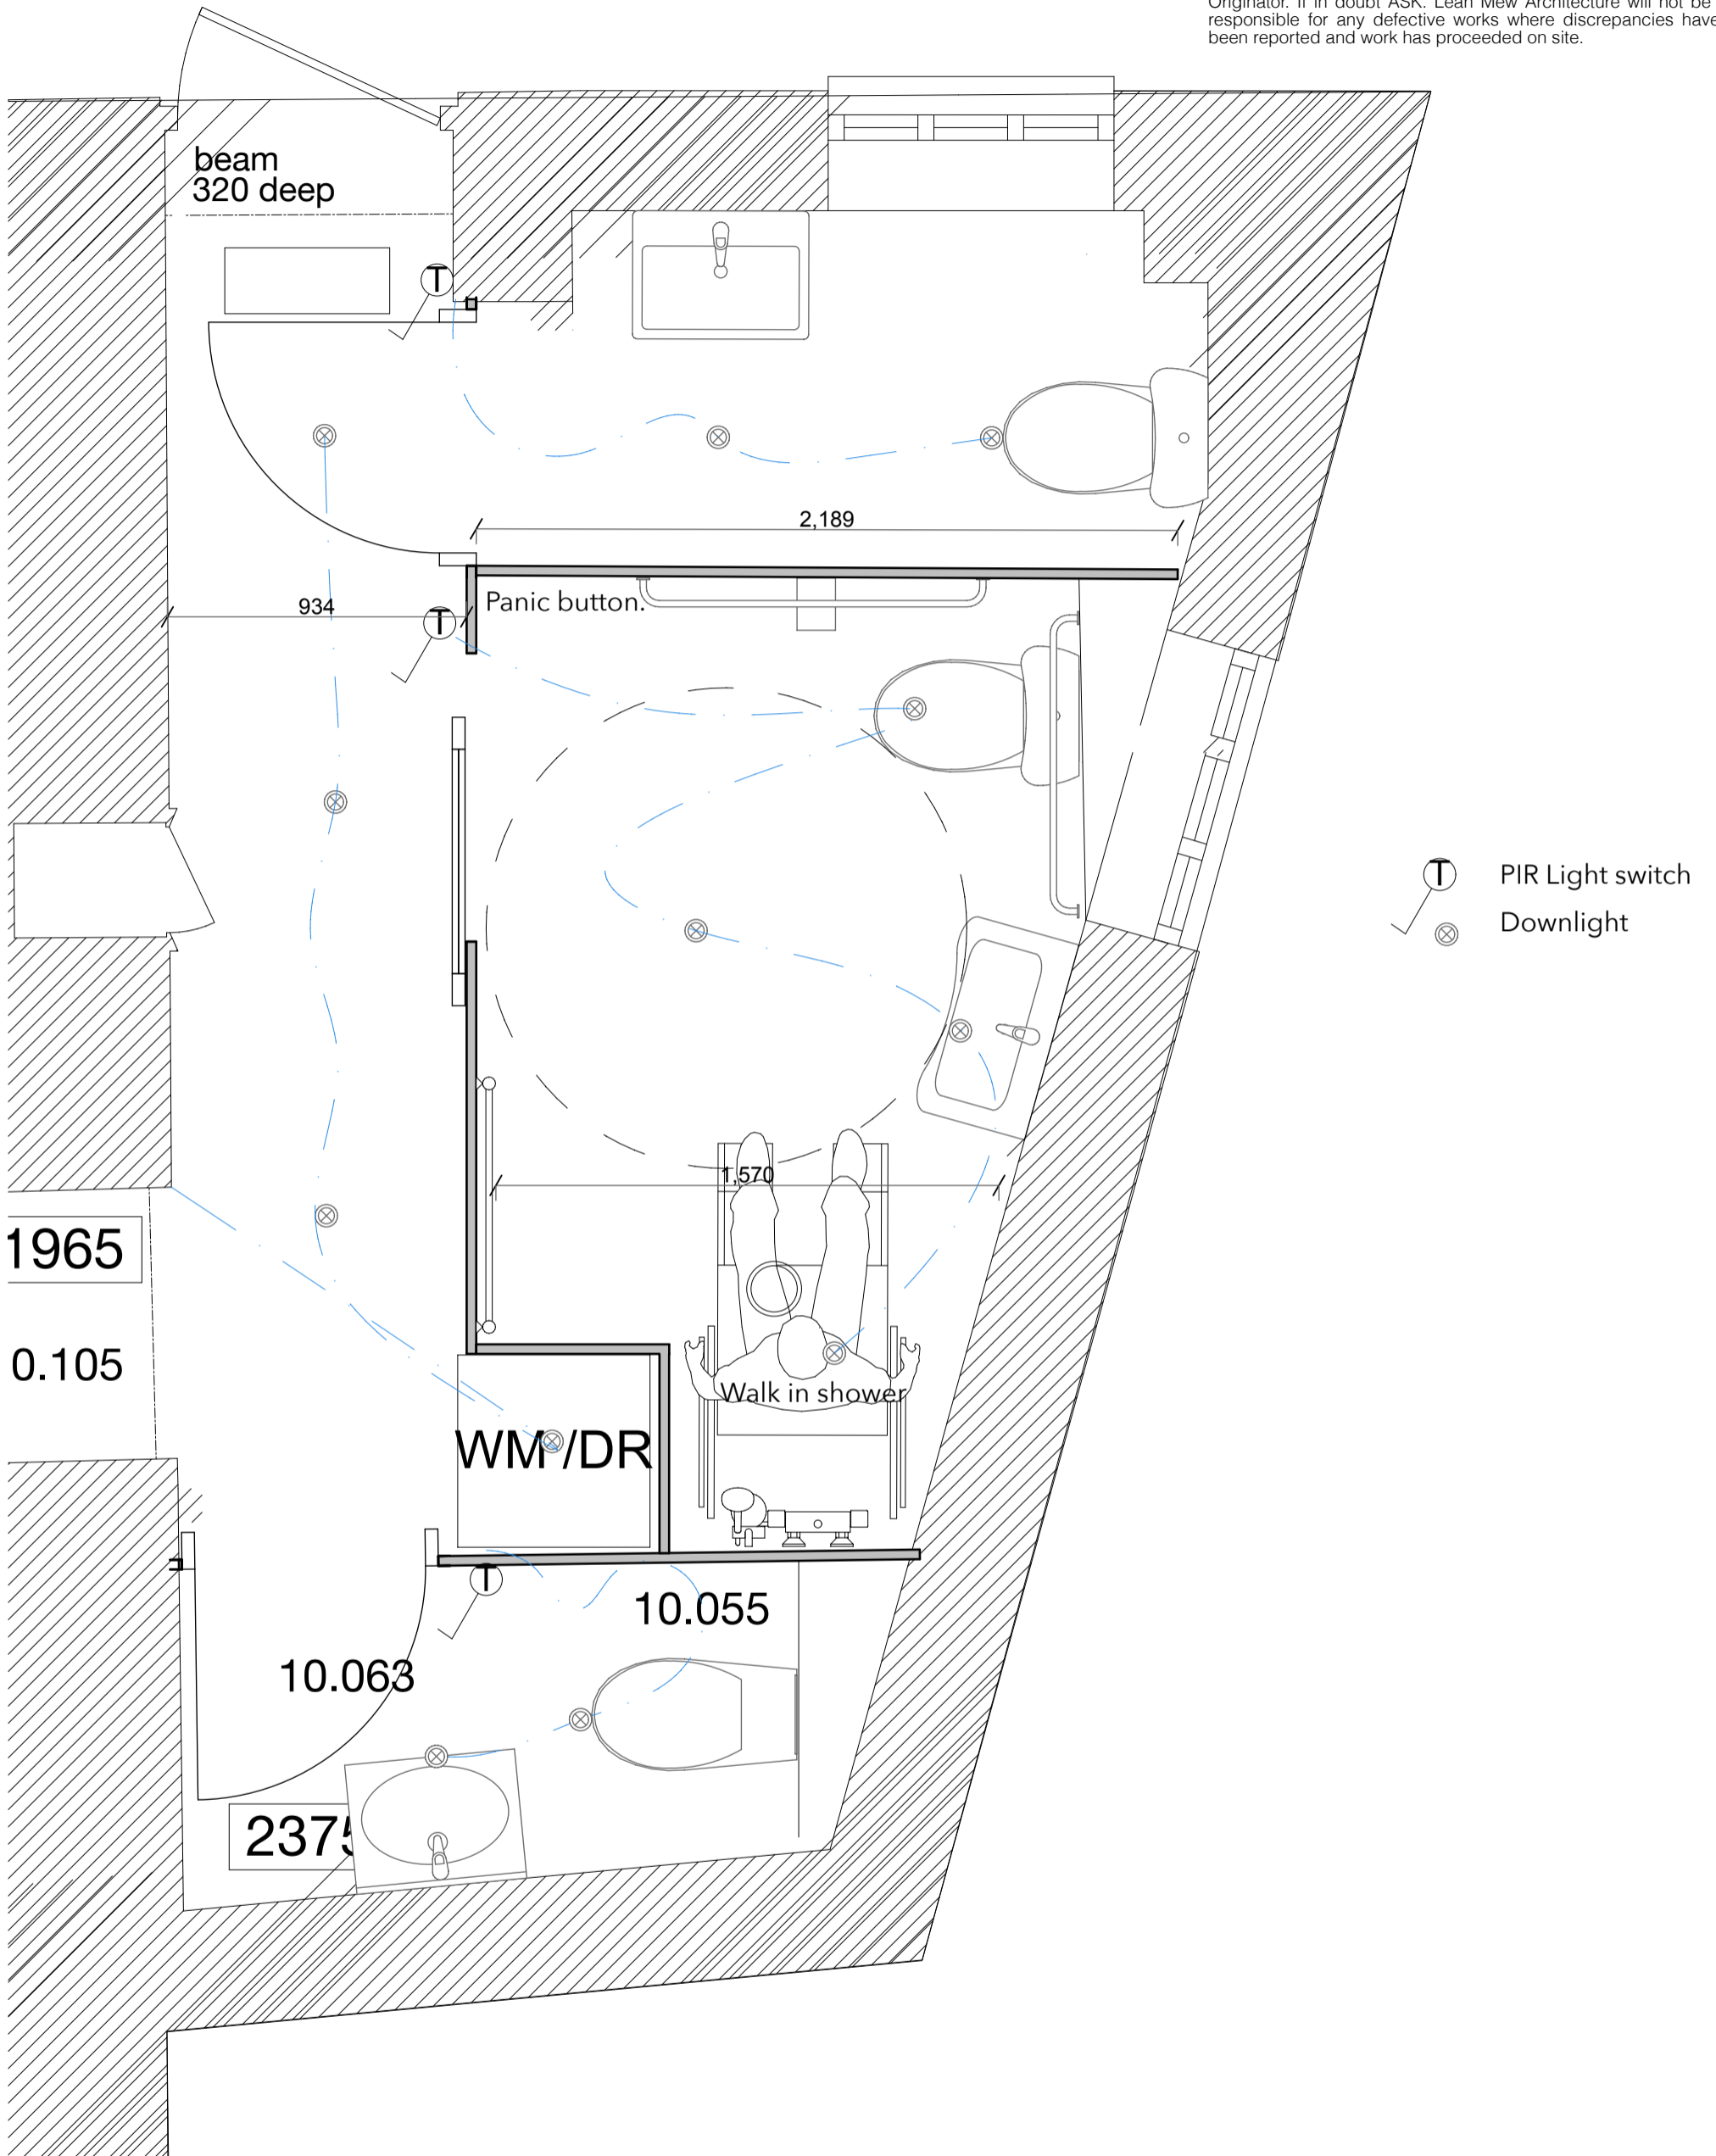 Originator. If in doubt ASK. Leah Mew Architecture will not be
responsible for any defective works where discrepancies have
been reported and work has proceeded on site.
beam
320 deep
T
2,189
934
T
Panic button.
T
PIR Light switch
Downlight
1,570
1965
0.105
Walk in shower
WM /DR
T
10.055
10.063
2375